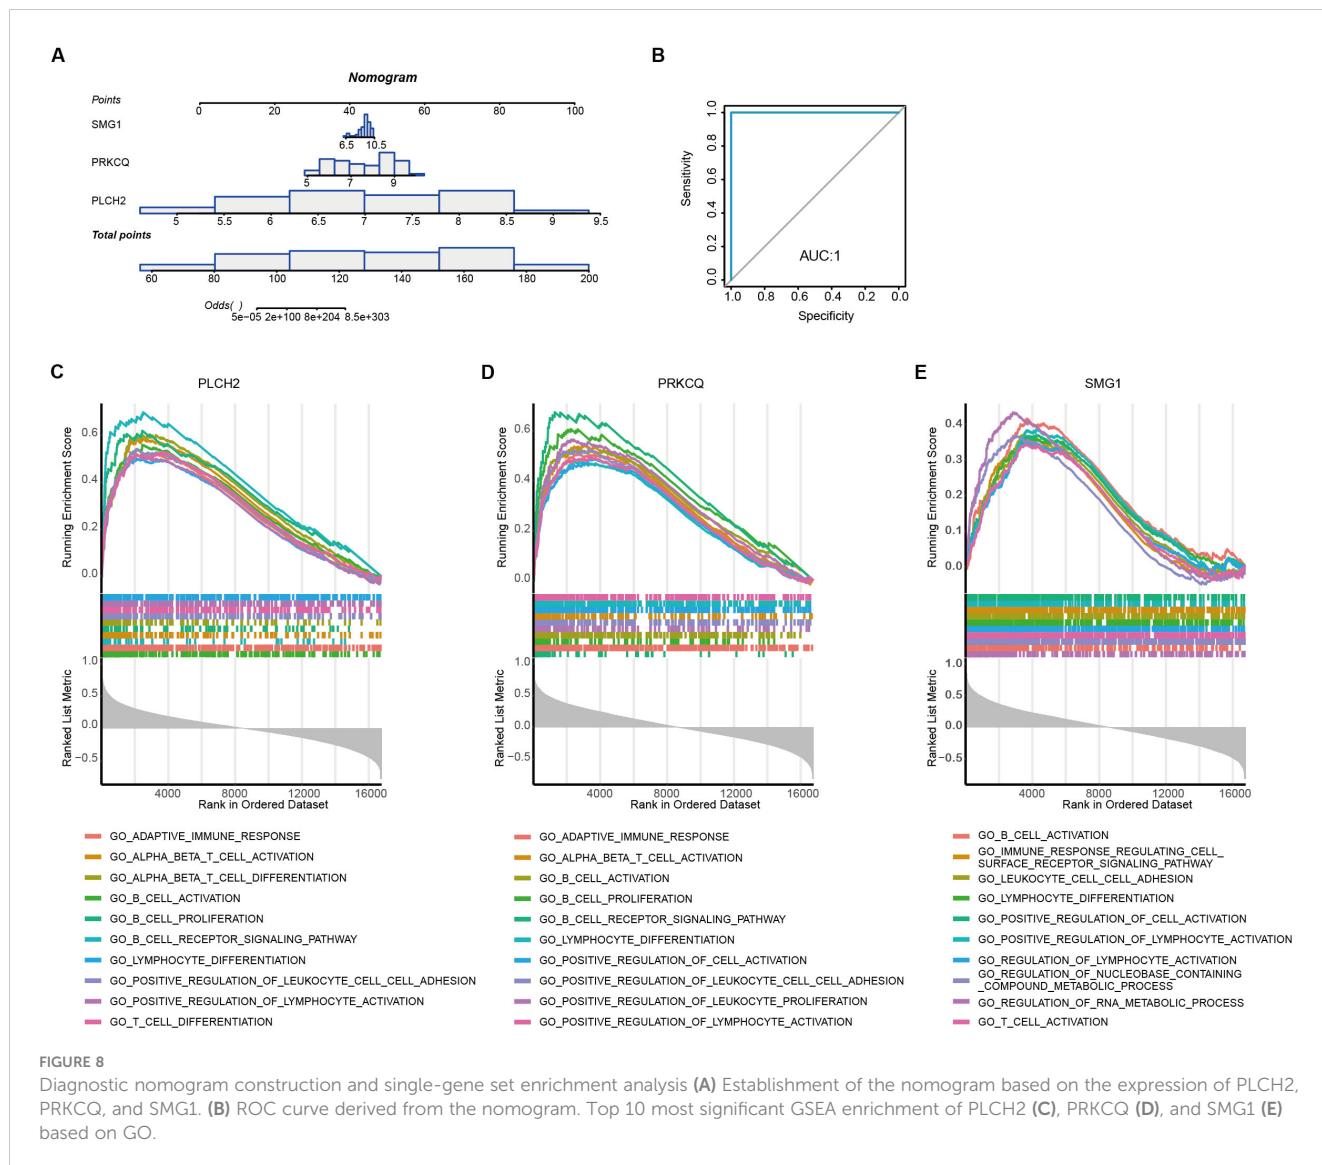 A
B
Nomogram
Points
0 20 40 60 80 100
SMG1
6.5 10.5
PRKCQ
5 7 9
PLCH2
5 5.5 6 6.5 7 7.5 8 8.5 9 9.5
Total points
60 80 100 120 140 160 180 200
Odds( )
5e−05 2e+100 8e+204 8.5e+303
Sensitivity
1.0
0.8
0.6
0.4
0.2
0.0
AUC:1
1.0 0.8 0.6 0.4 0.2 0.0
Specificity
C
PLCH2
Running Enrichment Score
0.6
0.4
0.2
0.0
Ranked List Metric
1.0
0.5
0.0
−0.5
4000 8000 12000 16000
Rank in Ordered Dataset
GO_ADAPTIVE_IMMUNE_RESPONSE
GO_ALPHA_BETA_T_CELL_ACTIVATION
GO_ALPHA_BETA_T_CELL_DIFFERENTIATION
GO_B_CELL_ACTIVATION
GO_B_CELL_PROLIFERATION
GO_B_CELL_RECEPTOR_SIGNALING_PATHWAY
GO_LYMPHOCYTE_DIFFERENTIATION
GO_POSITIVE_REGULATION_OF_LEUKOCYTE_CELL_CELL_ADHESION
GO_POSITIVE_REGULATION_OF_LYMPHOCYTE_ACTIVATION
GO_T_CELL_DIFFERENTIATION
D
PRKCQ
Running Enrichment Score
0.6
0.4
0.2
0.0
Ranked List Metric
1.0
0.5
0.0
−0.5
4000 8000 12000 16000
Rank in Ordered Dataset
GO_ADAPTIVE_IMMUNE_RESPONSE
GO_ALPHA_BETA_T_CELL_ACTIVATION
GO_B_CELL_ACTIVATION
GO_B_CELL_PROLIFERATION
GO_B_CELL_RECEPTOR_SIGNALING_PATHWAY
GO_LYMPHOCYTE_DIFFERENTIATION
GO_POSITIVE_REGULATION_OF_CELL_ACTIVATION
GO_POSITIVE_REGULATION_OF_LEUKOCYTE_CELL_CELL_ADHESION
GO_POSITIVE_REGULATION_OF_LEUKOCYTE_PROLIFERATION
GO_POSITIVE_REGULATION_OF_LYMPHOCYTE_ACTIVATION
E
SMG1
Running Enrichment Score
0.4
0.3
0.2
0.1
0.0
Ranked List Metric
1.0
0.5
0.0
−0.5
4000 8000 12000 16000
Rank in Ordered Dataset
GO_B_CELL_ACTIVATION
GO_IMMUNE_RESPONSE_REGULATING_CELL_
SURFACE_RECEPTOR_SIGNALING_PATHWAY
GO_LEUKOCYTE_CELL_CELL_ADHESION
GO_LYMPHOCYTE_DIFFERENTIATION
GO_POSITIVE_REGULATION_OF_CELL_ACTIVATION
GO_POSITIVE_REGULATION_OF_LYMPHOCYTE_ACTIVATION
GO_REGULATION_OF_LYMPHOCYTE_ACTIVATION
GO_REGULATION_OF_NUCLEOBASE_CONTAINING
_COMPOUND_METABOLIC_PROCESS
GO_REGULATION_OF_RNA_METABOLIC_PROCESS
GO_T_CELL_ACTIVATION
FIGURE 8
Diagnostic nomogram construction and single-gene set enrichment analysis (A) Establishment of the nomogram based on the expression of PLCH2,
PRKCQ, and SMG1. (B) ROC curve derived from the nomogram. Top 10 most significant GSEA enrichment of PLCH2 (C), PRKCQ (D), and SMG1 (E)
based on GO.